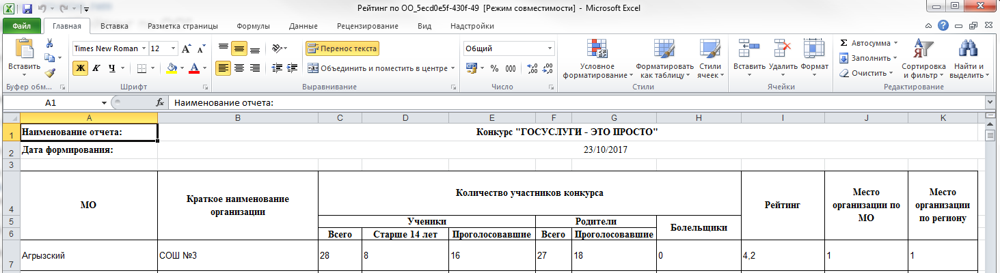 Рейтинг по ОО_5ecd0e5f-430f-49 [Режим совместимости] - Microsoft Excel
Файл Главная Вставка Разметка страницы Формулы Данные Рецензирование Вид Надстройки
Вставить
Буфер обм...
Times New Roman 12
Ж К Ч
Шрифт
Перенос текста
Объединить и поместить в центре
Выравнивание
Общий
% 000
Число
Условное форматирование
Форматировать как таблицу
Стили ячеек
Стили
Вставить Удалить Формат
Ячейки
Автосумма
Заполнить
Очистить
Сортировка и фильтр
Найти и выделить
Редактирование
A1 fx Наименование отчета:
A B C D E F G H I J K
1 Наименование отчета: Конкурс "ГОСУСЛУГИ - ЭТО ПРОСТО"
2 Дата формирования: 23/10/2017
3
4 МО Краткое наименование организации Количество участников конкурса Рейтинг Место организации по МО Место организации по региону
5 Ученики Родители Болельщики
6 Всего Старше 14 лет Проголосовавшие Всего Проголосовавшие
7 Агрызский СОШ №3 28 8 16 27 18 0 4,2 1 1